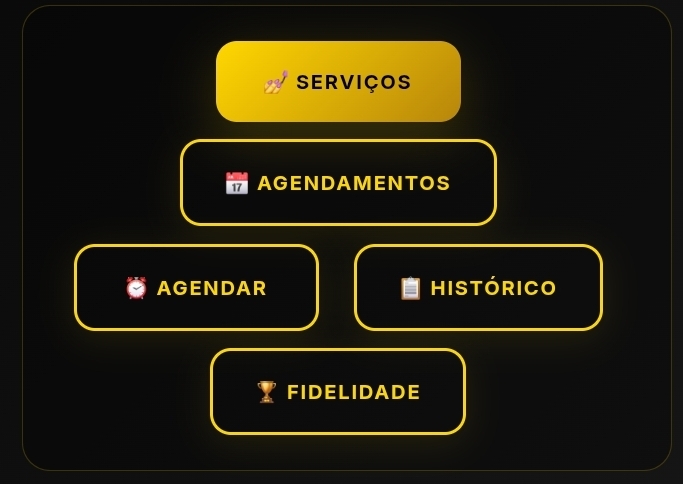 💅 SERVIÇOS
📅 AGENDAMENTOS
⏰ AGENDAR
📋 HISTÓRICO
🏆 FIDELIDADE